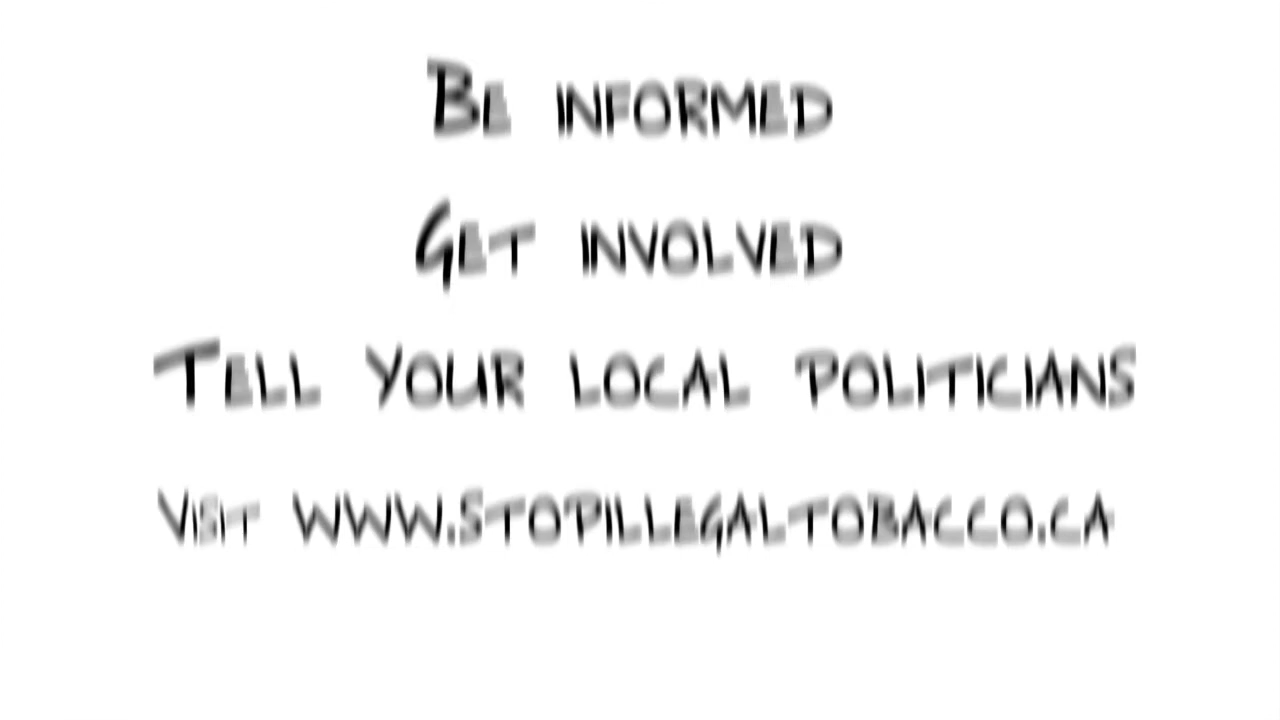 Be informed
Get involved
Tell your local politicians
Visit www.stopillegaltobacco.ca